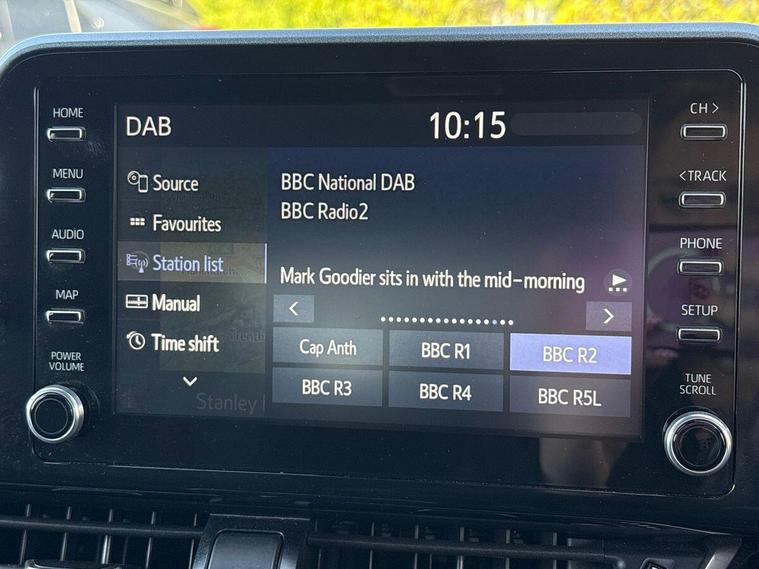 HOME
MENU
AUDIO
MAP
POWER
VOLUME
DAB
10:15
Source
Favourites
Station list
Manual
Time shift
Stanley
BBC National DAB
BBC Radio2
Mark Goodier sits in with the mid-morning
<
>
Cap Anth
BBC R1
BBC R2
BBC R3
BBC R4
BBC R5L
CH >
< TRACK
PHONE
SETUP
TUNE
SCROLL